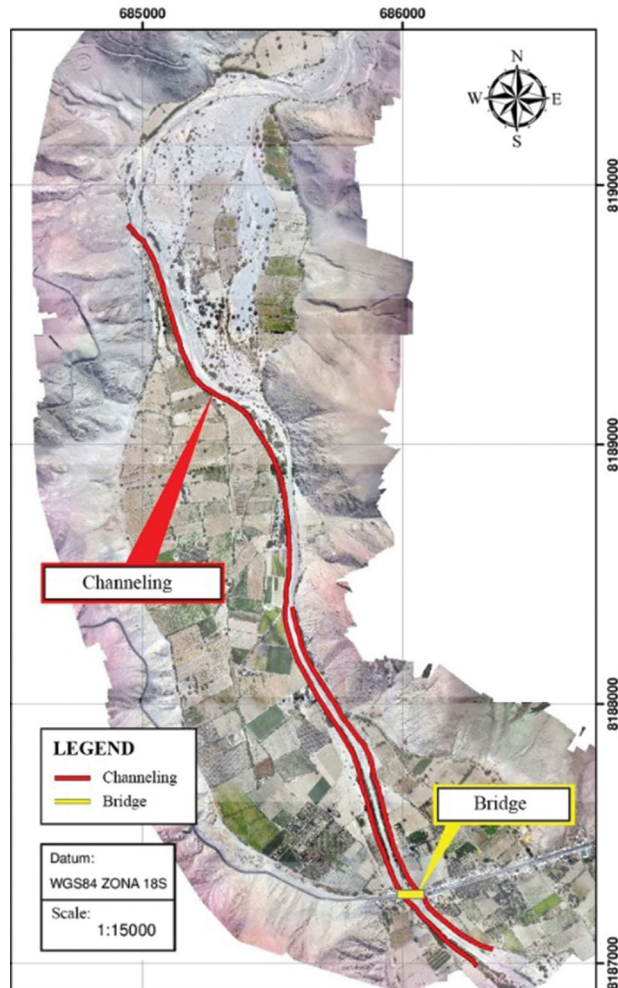 685000
686000
N
W
E
S
8190000
8189000
Channeling
8188000
LEGEND
Channeling
Bridge
Bridge
Datum:
WGS84 ZONA 18S
Scale:
1:15000
8187000